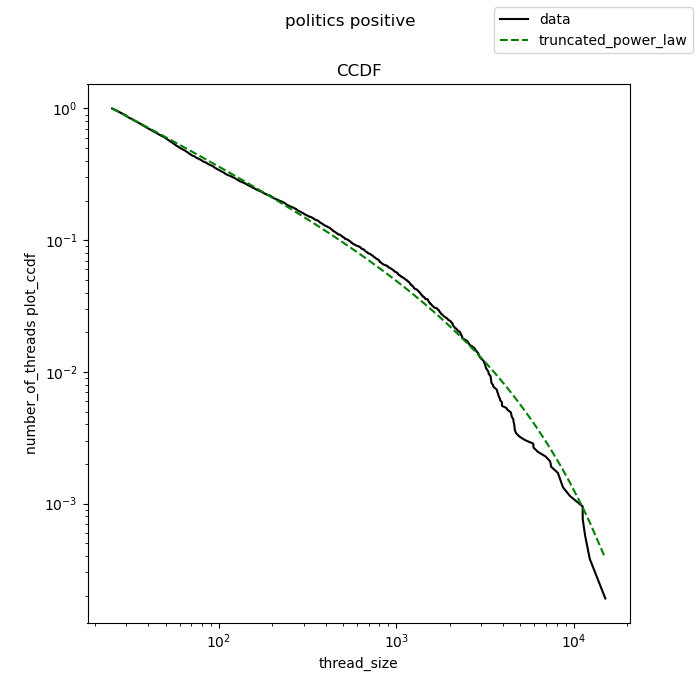 politics positive
data
truncated_power_law
CCDF
10⁰
10⁻¹
10⁻²
10⁻³
number_of_threads plot_ccdf
10²
10³
10⁴
thread_size